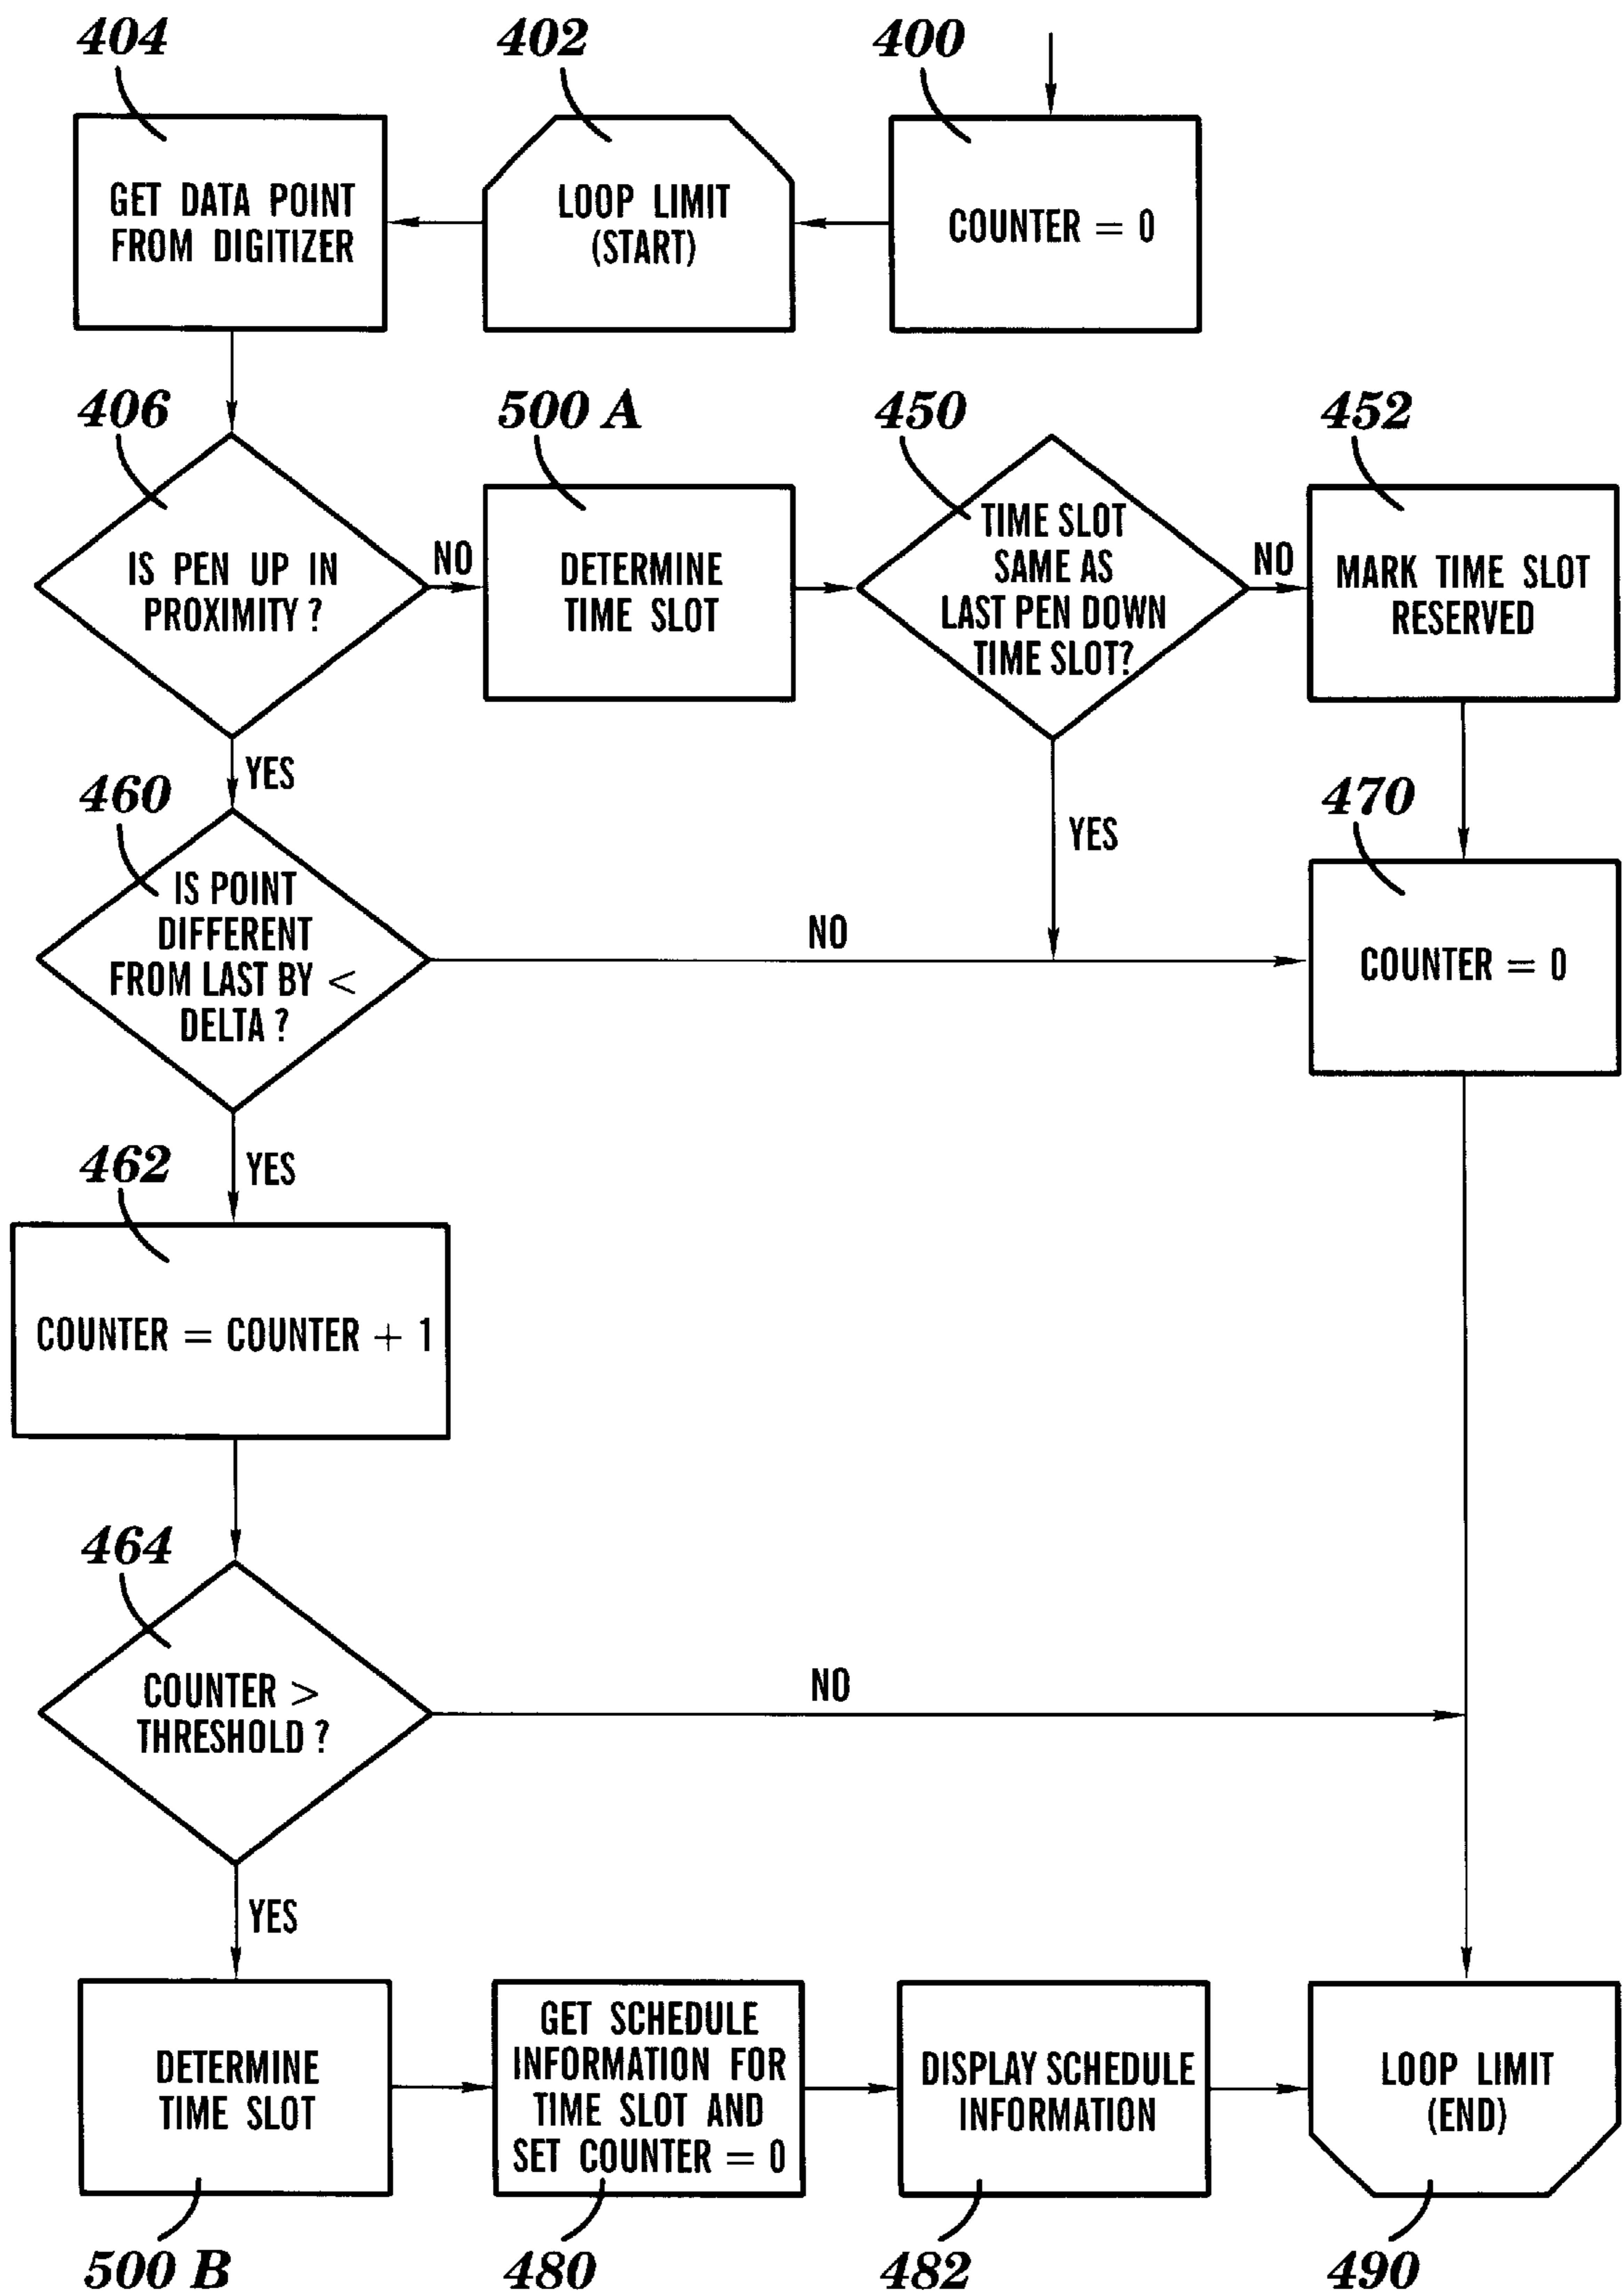 404
402
400
GET DATA POINT
FROM DIGITIZER
LOOP LIMIT
(START)
COUNTER = 0
406
500 A
450
452
IS PEN UP IN
PROXIMITY ?
NO
DETERMINE
TIME SLOT
TIME SLOT
SAME AS
LAST PEN DOWN
TIME SLOT?
NO
MARK TIME SLOT
RESERVED
YES
YES
460
470
IS POINT
DIFFERENT
FROM LAST BY <
DELTA ?
NO
COUNTER = 0
YES
462
COUNTER = COUNTER + 1
464
COUNTER >
THRESHOLD ?
NO
YES
DETERMINE
TIME SLOT
GET SCHEDULE
INFORMATION FOR
TIME SLOT AND
SET COUNTER = 0
DISPLAY SCHEDULE
INFORMATION
LOOP LIMIT
(END)
500 B
480
482
490